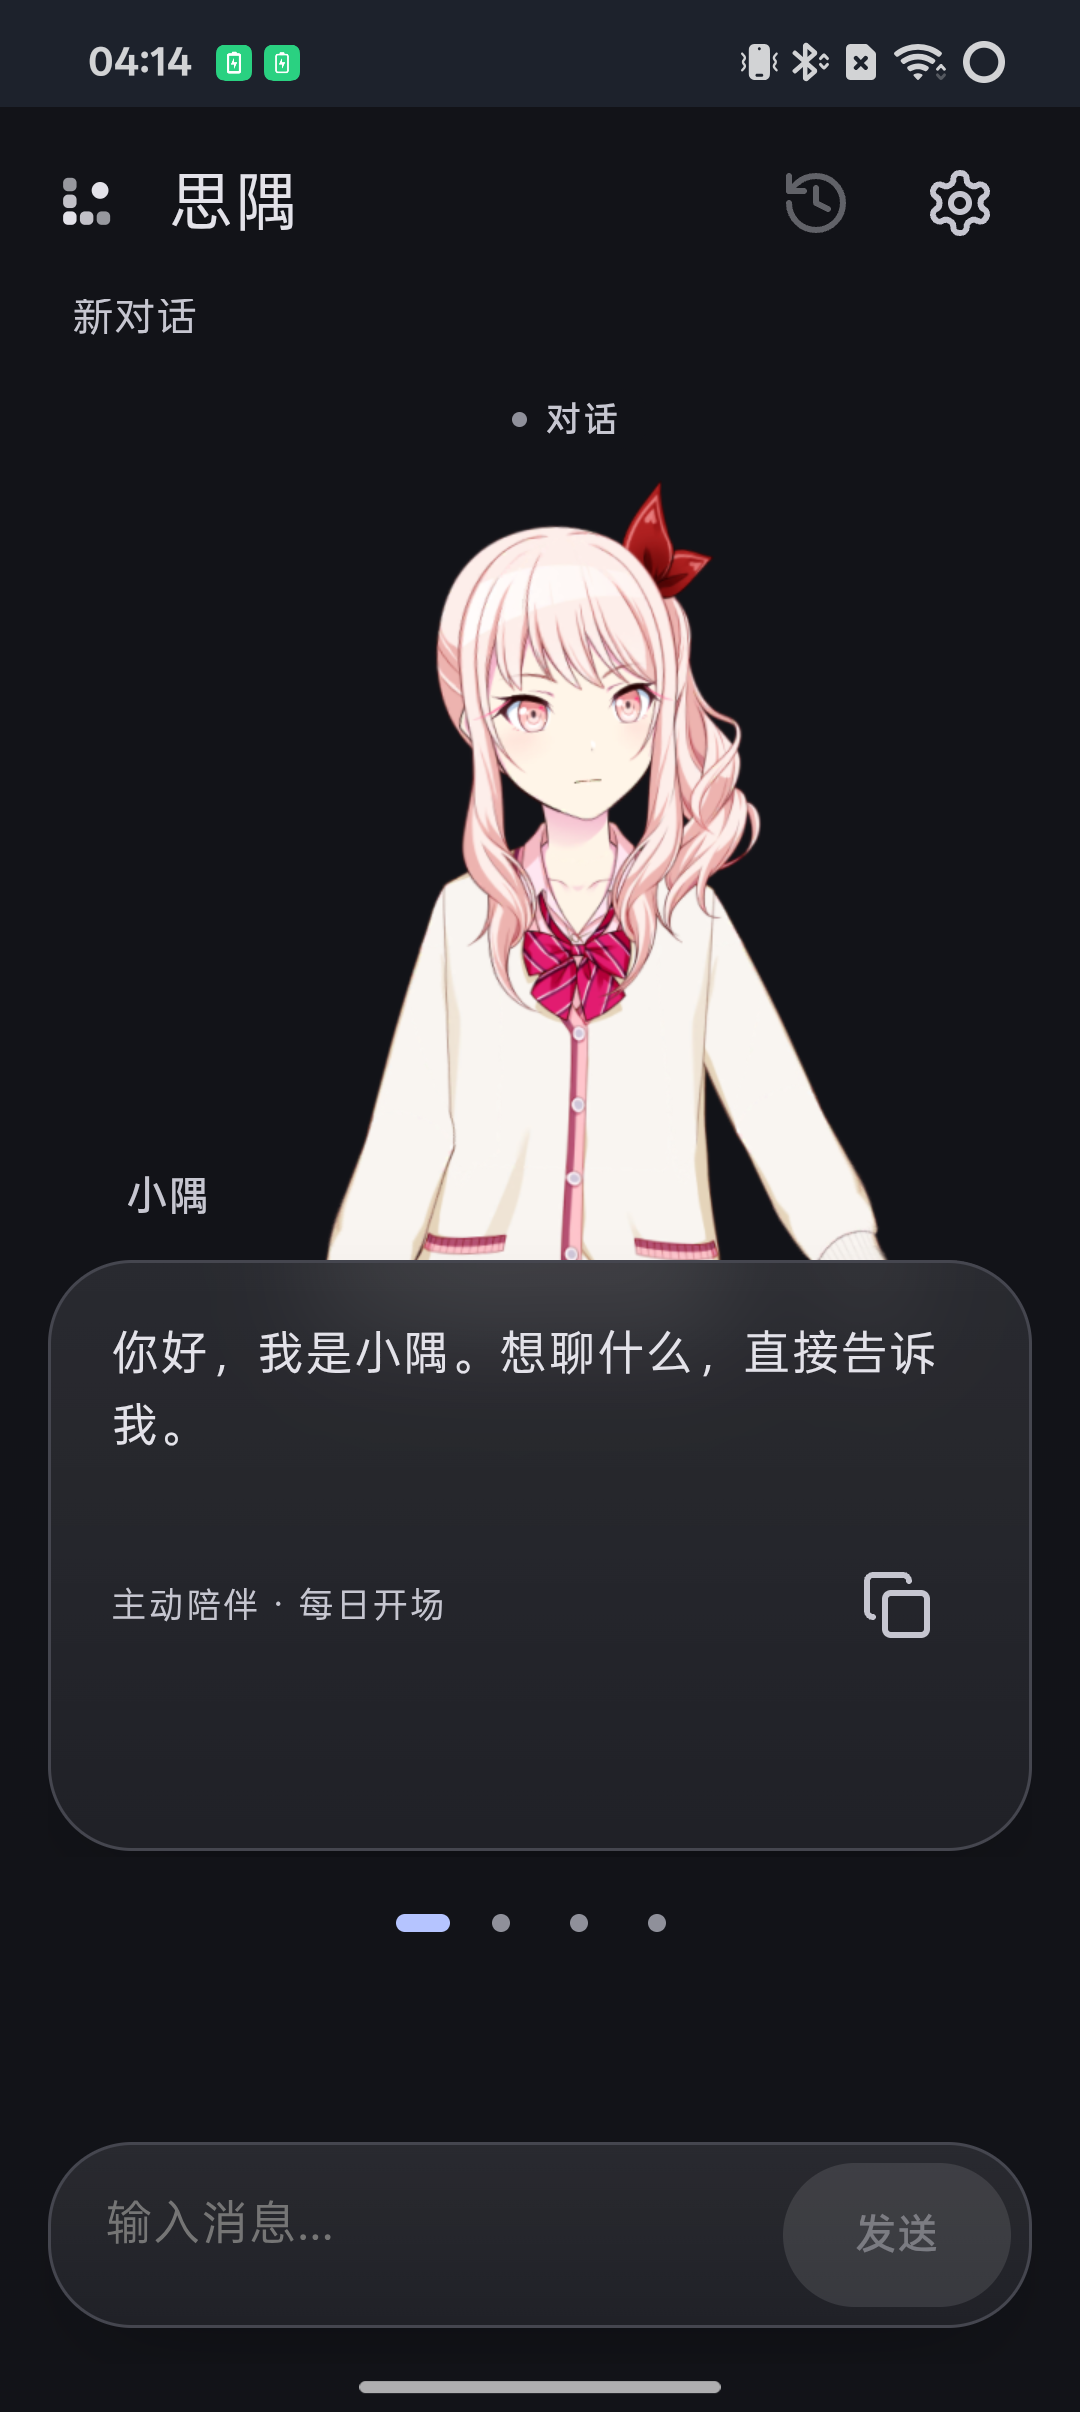 04:14
思隅
新对话
对话
小隅
你好，我是小隅。想聊什么，直接告诉
我。
主动陪伴 · 每日开场
输入消息...
发送